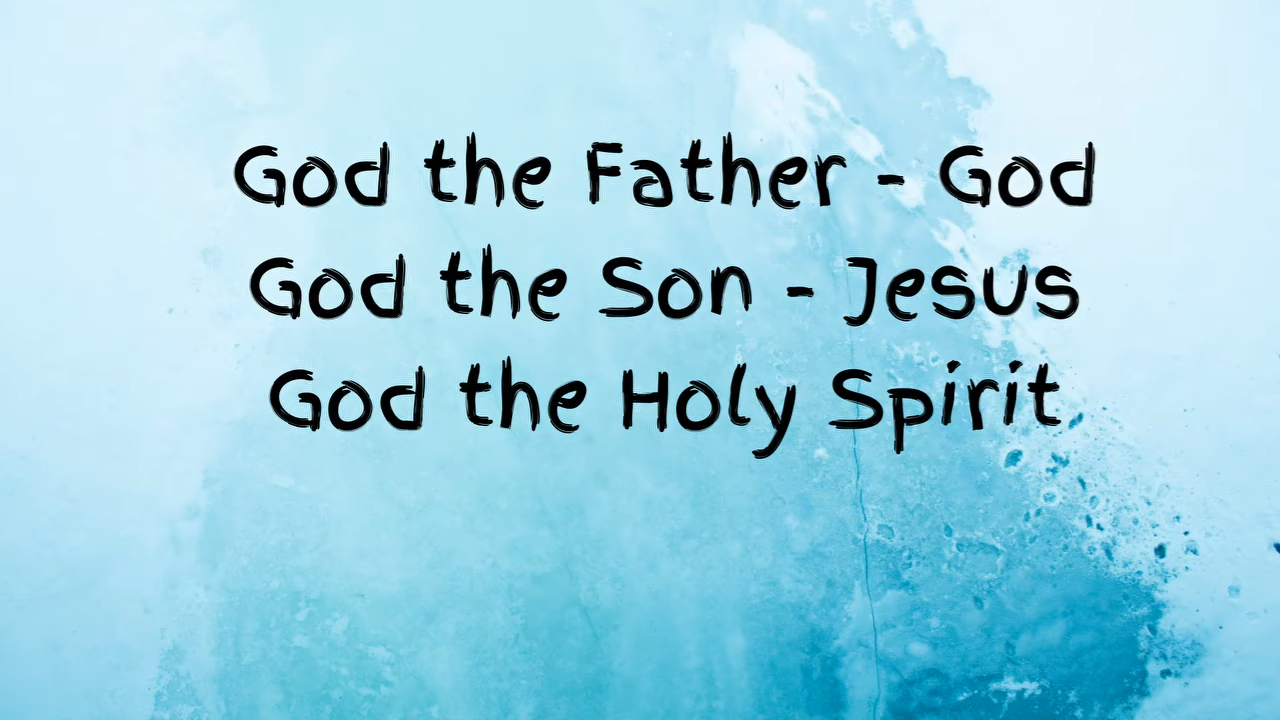 God the Father - God
God the Son - Jesus
God the Holy Spirit